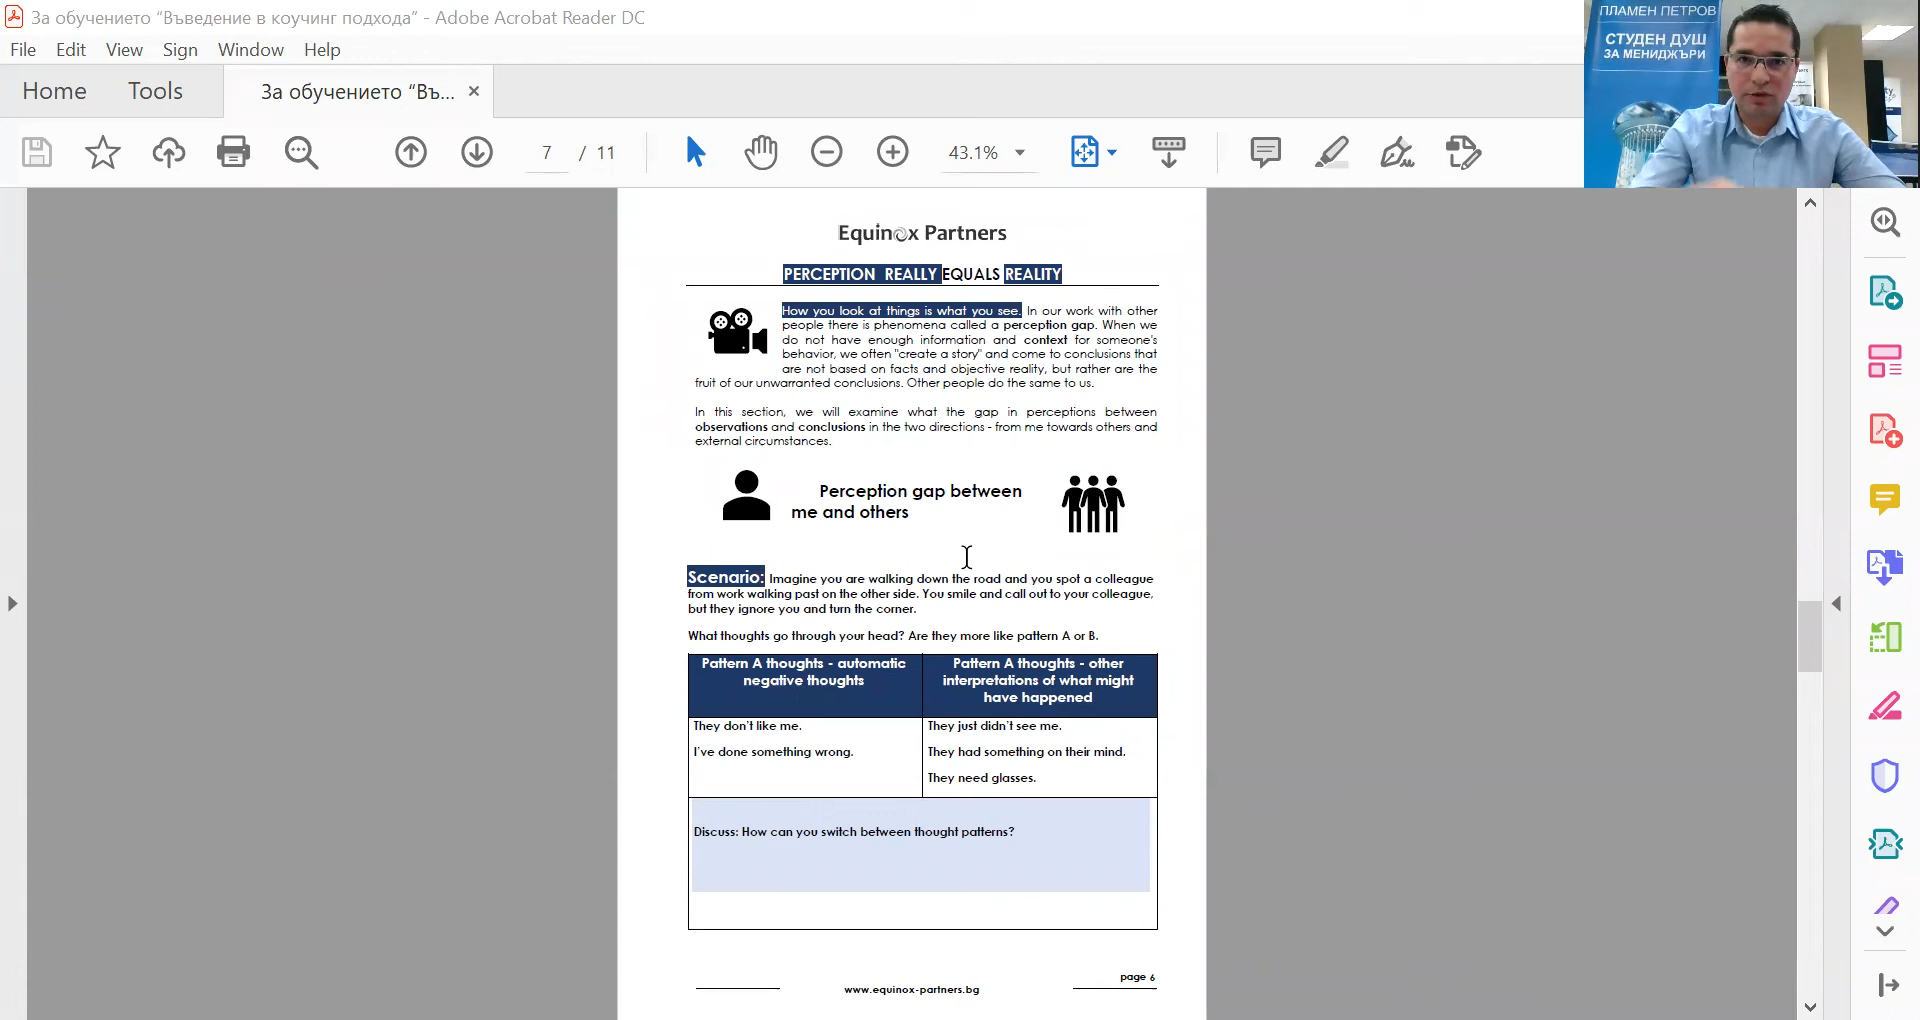 За обучението “Въведение в коучинг подхода” - Adobe Acrobat Reader DC
File Edit View Sign Window Help
Home Tools За обучението “Въ... ×
7 / 11 43.1%
ПЛАМЕН ПЕТРОВ
СТУДЕН ДУШ
ЗА МЕНИДЖЪРИ
Equinox Partners
PERCEPTION REALLY EQUALS REALITY
How you look at things is what you see. In our work with other
people there is phenomena called a perception gap. When we
do not have enough information and context for someone's
behavior, we often "create a story" and come to conclusions that
are not based on facts and objective reality, but rather are the
fruit of our unwarranted conclusions. Other people do the same to us.
In this section, we will examine what the gap in perceptions between
observations and conclusions in the two directions - from me towards others and
external circumstances.
Perception gap between
me and others
Scenario: Imagine you are walking down the road and you spot a colleague
from work walking past on the other side. You smile and call out to your colleague,
but they ignore you and turn the corner.
What thoughts go through your head? Are they more like pattern A or B.
Pattern A thoughts - automatic
negative thoughts
Pattern A thoughts - other
interpretations of what might
have happened
They don't like me.
I've done something wrong.
They just didn't see me.
They had something on their mind.
They need glasses.
Discuss: How can you switch between thought patterns?
page 6
www.equinox-partners.bg